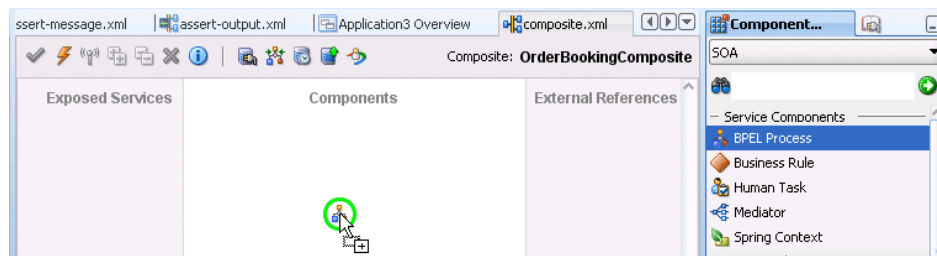 ssert-message.xml assert-output.xml Application3 Overview composite.xml
Composite: OrderBookingComposite
Exposed Services Components External References
Component...
SOA
Service Components
BPEL Process
Business Rule
Human Task
Mediator
Spring Context